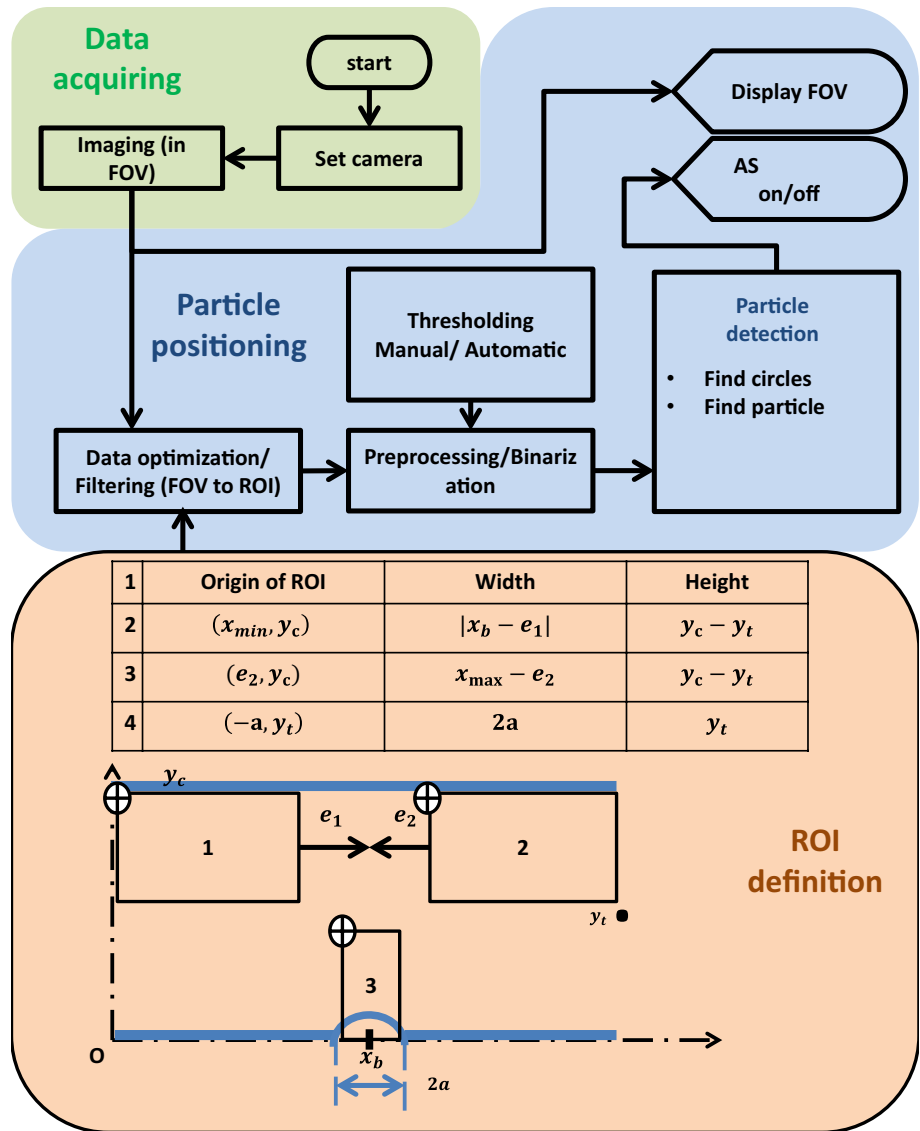 Data
acquiring
start
Set camera
Imaging (in
FOV)
Display FOV
AS
on/off
Particle
positioning
Thresholding
Manual/ Automatic
Particle
detection
• Find circles
• Find particle
Data optimization/
Filtering (FOV to ROI)
Preprocessing/Binariz
ation
1 Origin of ROI Width Height
2 (x_min, y_c) |x_b − e_1| y_c − y_t
3 (e_2, y_c) x_max − e_2 y_c − y_t
4 (−a, y_t) 2a y_t
y_c
e_1 e_2
1 2
ROI
definition
y_t
3
O
x_b
2a